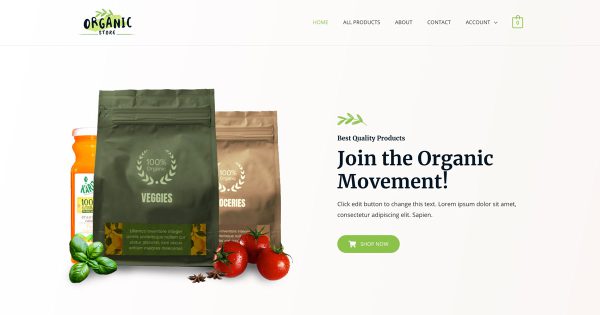 ORGANIC
STORE
HOME
ALL PRODUCTS
ABOUT
CONTACT
ACCOUNT
0
100%
Organic
VEGGIES
100%
Best Quality Products
Join the Organic
Movement!
Click edit button to change this text. Lorem ipsum dolor sit amet,
consectetur adipiscing elit. Sapien.
SHOP NOW